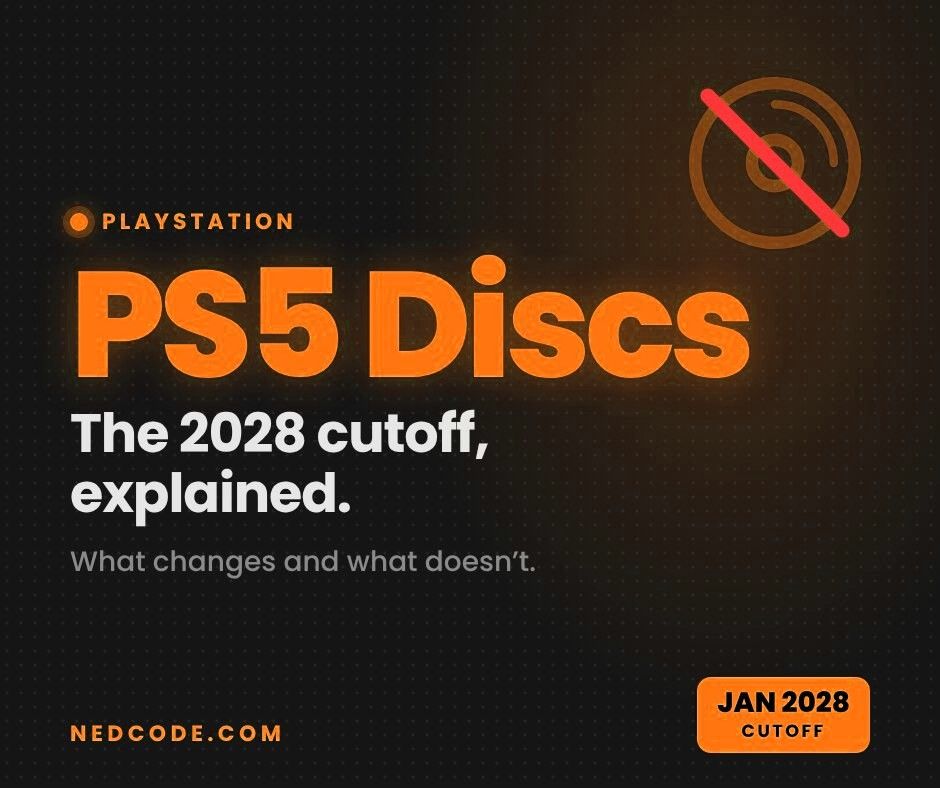 PLAYSTATION
PS5 Discs
The 2028 cutoff,
explained.
What changes and what doesn’t.
NEDCODE.COM
JAN 2028
CUTOFF